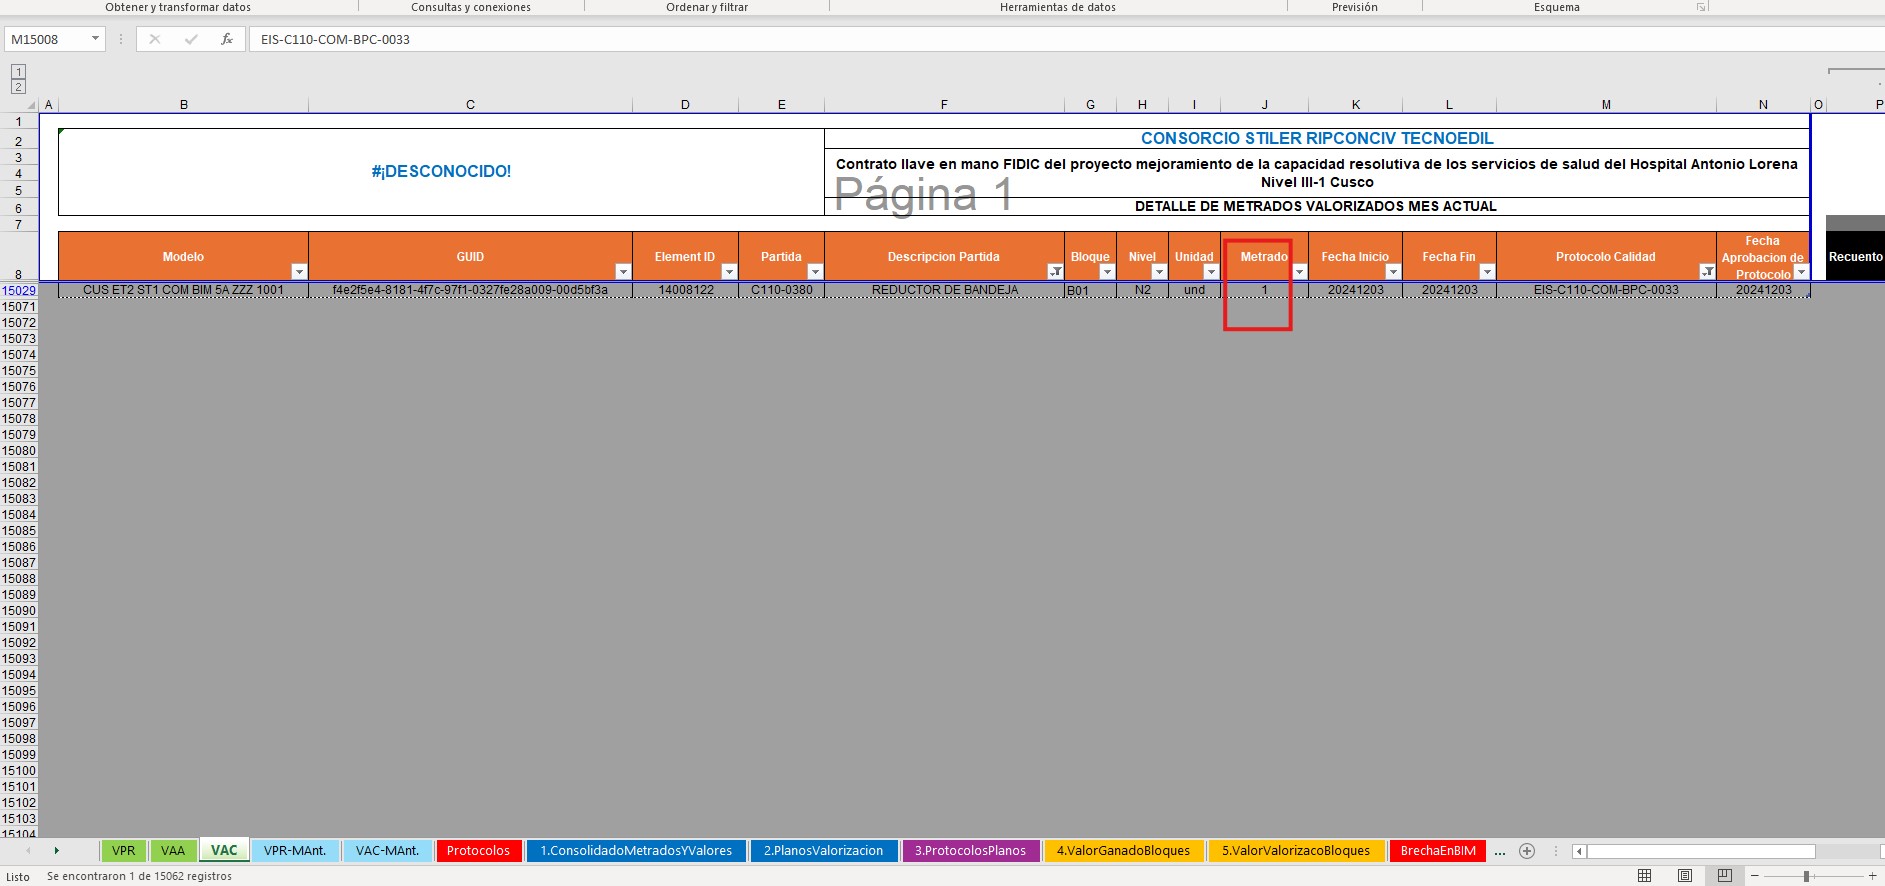 Obtener y transformar datos Consultas y conexiones Ordenar y filtrar Herramientas de datos Previsión Esquema
M15008 fx EIS-C110-COM-BPC-0033
1
2
A B C D E F G H I J K L M N O P
1
2 CONSORCIO STILER RIPCONCIV TECNOEDIL
3 Contrato llave en mano FIDIC del proyecto mejoramiento de la capacidad resolutiva de los servicios de salud del Hospital Antonio Lorena
4 #¡DESCONOCIDO!
5 Nivel III-1 Cusco
Página 1
6 DETALLE DE METRADOS VALORIZADOS MES ACTUAL
7
8 Modelo GUID Element ID Partida Descripcion Partida Bloque Nivel Unidad Metrado Fecha Inicio Fecha Fin Protocolo Calidad Fecha Aprobacion de Protocolo Recuento
15029 CUS ET2 ST1 COM BIM 5A ZZZ 1001 f4e2f5e4-8181-4f7c-97f1-0327fe28a009-00d5bf3a 14008122 C110-0380 REDUCTOR DE BANDEJA B01 N2 und 1 20241203 20241203 EIS-C110-COM-BPC-0033 20241203
15071
15072
15073
15074
15075
15076
15077
15078
15079
15080
15081
15082
15083
15084
15085
15086
15087
15088
15089
15090
15091
15092
15093
15094
15095
15096
15097
15098
15099
15100
15101
15102
15103
15104
VPR VAA VAC VPR-MAnt. VAC-MAnt. Protocolos 1.ConsolidadoMetradosYValores 2.PlanosValorizacion 3.ProtocolosPlanos 4.ValorGanadoBloques 5.ValorValorizacoBloques BrechaEnBIM ...
Listo Se encontraron 1 de 15062 registros